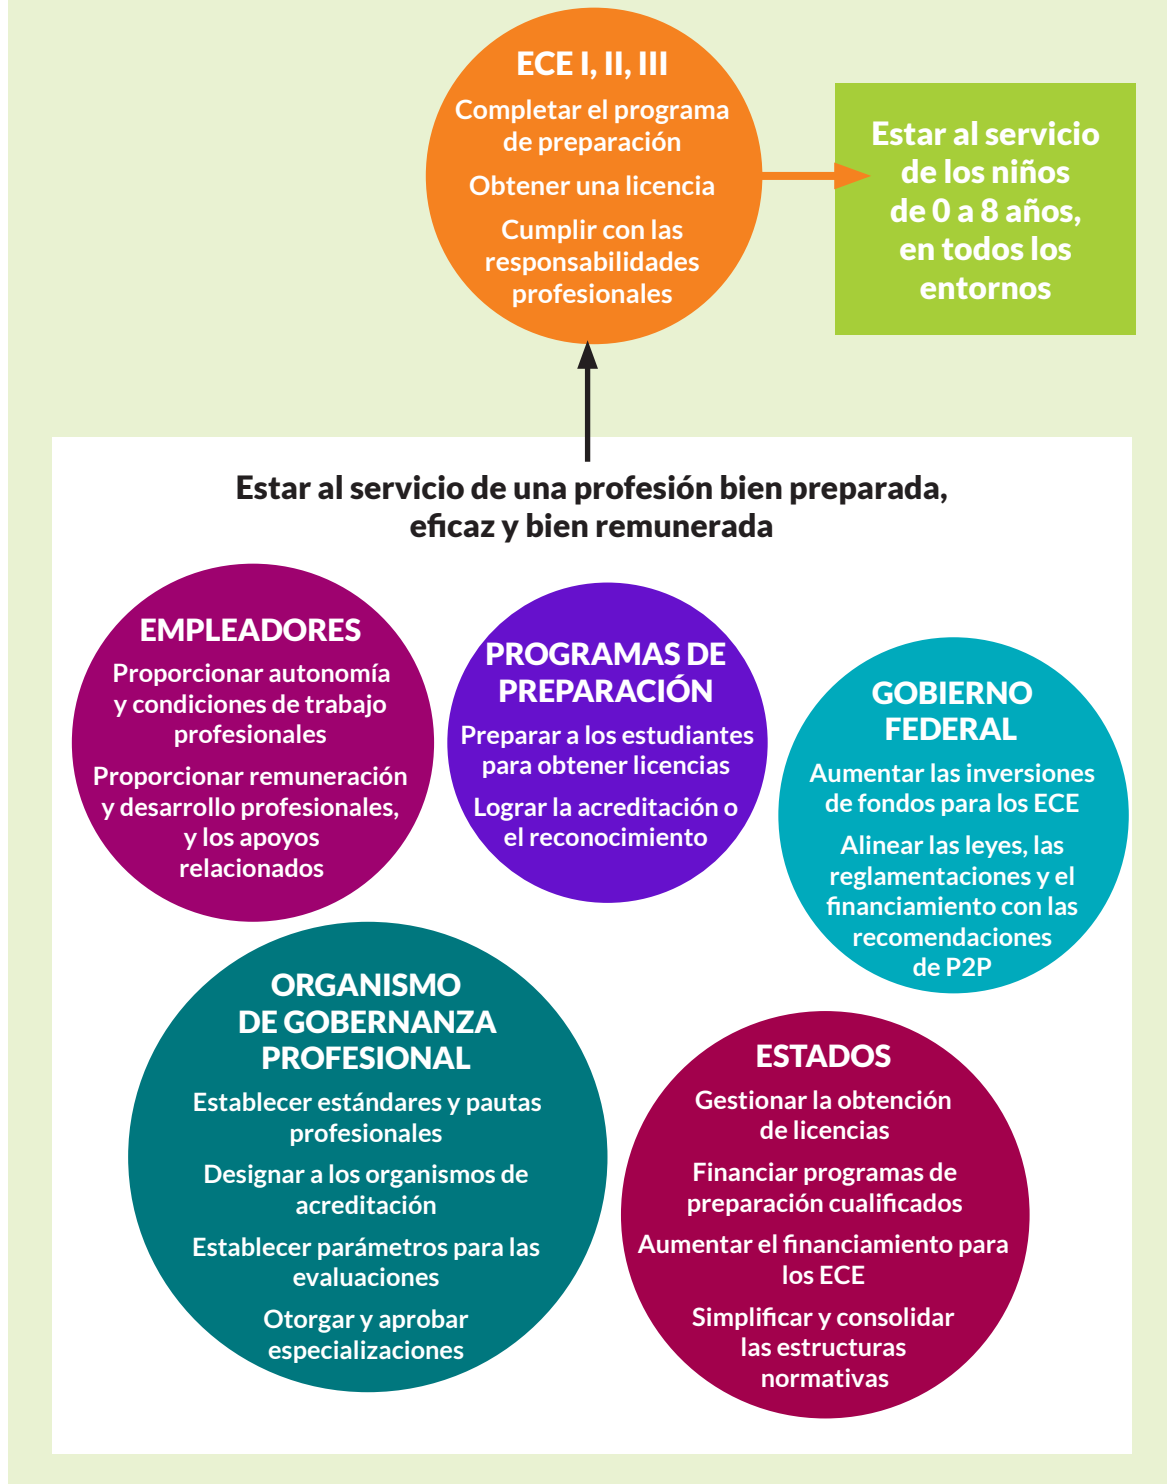 ECE I, II, III
Completar el programa
de preparación
Obtener una licencia
Cumplir con las
responsabilidades
profesionales
Estar al servicio
de los niños
de 0 a 8 años,
en todos los
entornos
Estar al servicio de una profesión bien preparada,
eficaz y bien remunerada
EMPLEADORES
Proporcionar autonomía
y condiciones de trabajo
profesionales
Proporcionar remuneración
y desarrollo profesionales,
y los apoyos
relacionados
PROGRAMAS DE
PREPARACIÓN
Preparar a los estudiantes
para obtener licencias
Lograr la acreditación o
el reconocimiento
GOBIERNO
FEDERAL
Aumentar las inversiones
de fondos para los ECE
Alinear las leyes, las
reglamentaciones y el
financiamiento con las
recomendaciones
de P2P
ORGANISMO
DE GOBERNANZA
PROFESIONAL
Establecer estándares y pautas
profesionales
Designar a los organismos de
acreditación
Establecer parámetros para las
evaluaciones
Otorgar y aprobar
especializaciones
ESTADOS
Gestionar la obtención
de licencias
Financiar programas de
preparación cualificados
Aumentar el financiamiento para
los ECE
Simplificar y consolidar
las estructuras
normativas